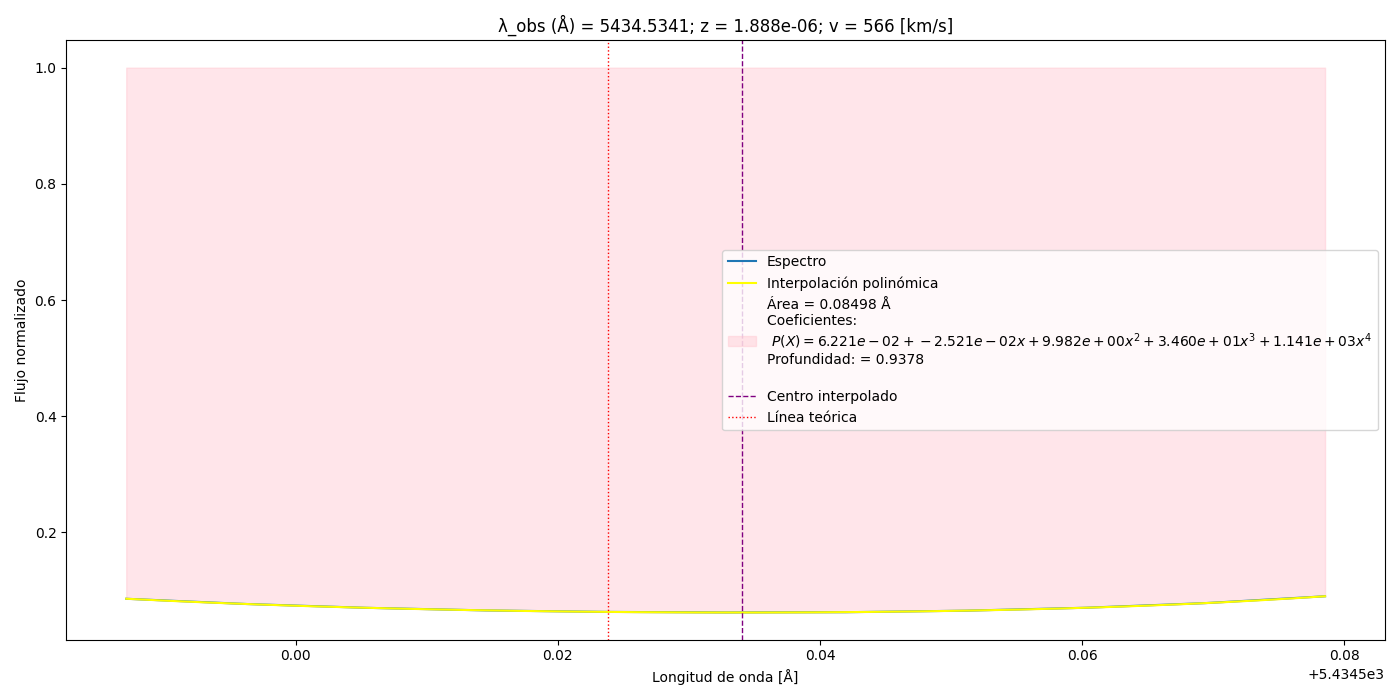 λ_obs (Å) = 5434.5341; z = 1.888e-06; v = 566 [km/s]
Flujo normalizado
1.0
0.8
0.6
0.4
0.2
Espectro
Interpolación polinómica
Área = 0.08498 Å
Coeficientes:
P(X) = 6.221e − 02 + −2.521e − 02x + 9.982e + 00x² + 3.460e + 01x³ + 1.141e + 03x⁴
Profundidad: = 0.9378
Centro interpolado
Línea teórica
0.00
0.02
0.04
0.06
0.08
+5.4345e3
Longitud de onda [Å]